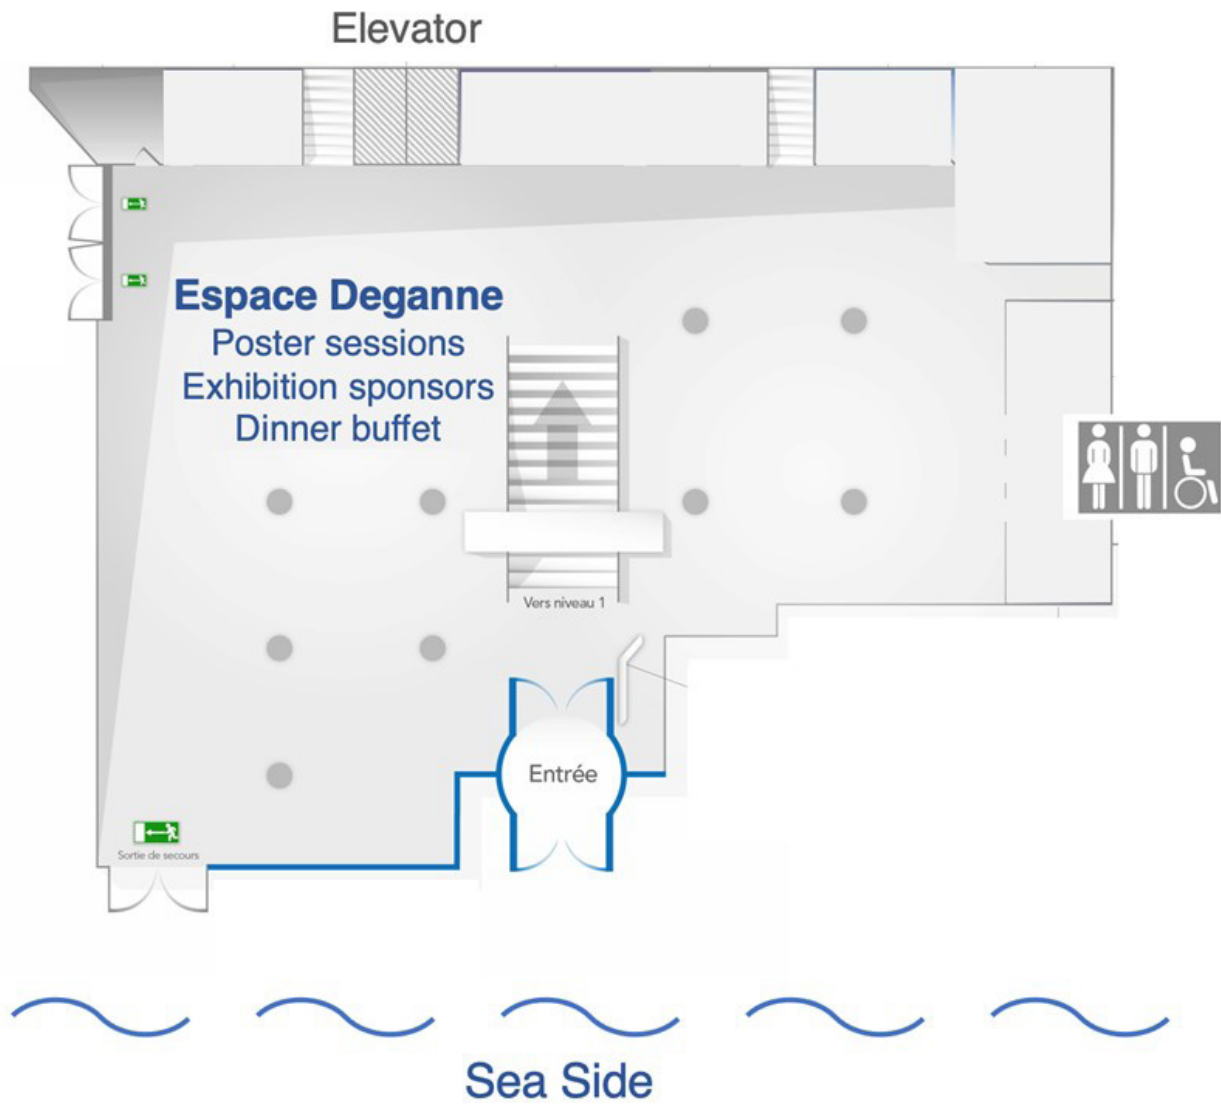 Elevator
Espace Deganne
Poster sessions
Exhibition sponsors
Dinner buffet
Vers niveau 1
Entrée
Sortie de secours
Sea Side